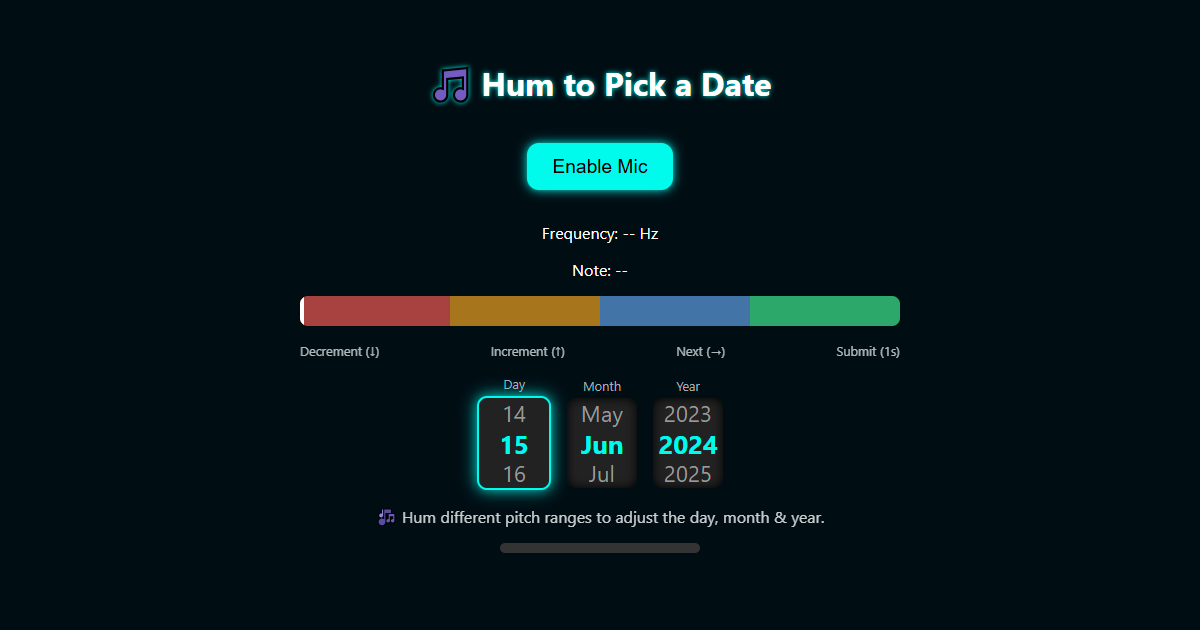 🎵 Hum to Pick a Date
Enable Mic
Frequency: -- Hz
Note: --
Decrement (↓) Increment (↑) Next (→) Submit (1s)
Day Month Year
14 May 2023
15 Jun 2024
16 Jul 2025
🎶 Hum different pitch ranges to adjust the day, month & year.